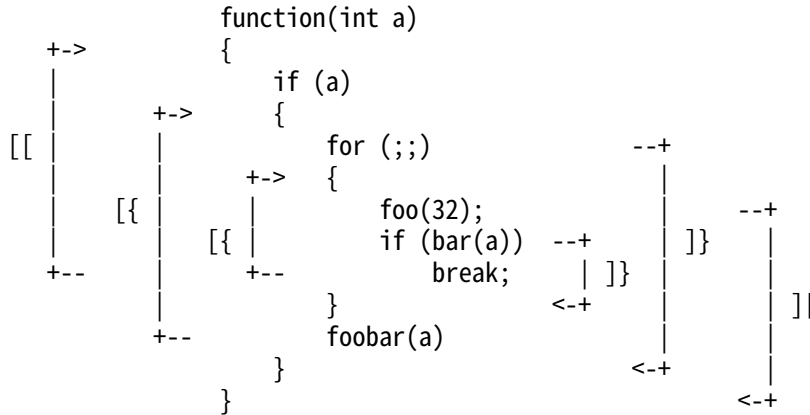 function(int a)
    +->             {
    |                    if (a)
    |         +->        {
 [[ |         |              for (;;)                  --+
    |         |      +->     {                           |
    |      [{ |      |           foo(32);                |     --+
    |         |   [{ |           if (bar(a))  --+        | ]}    |
    +--       |      +--             break;     | ]}     |       |
              |              }                <-+        |       | ][
              +--            foobar(a)                   |       |
                         }                             <-+       |
                    }                                          <-+